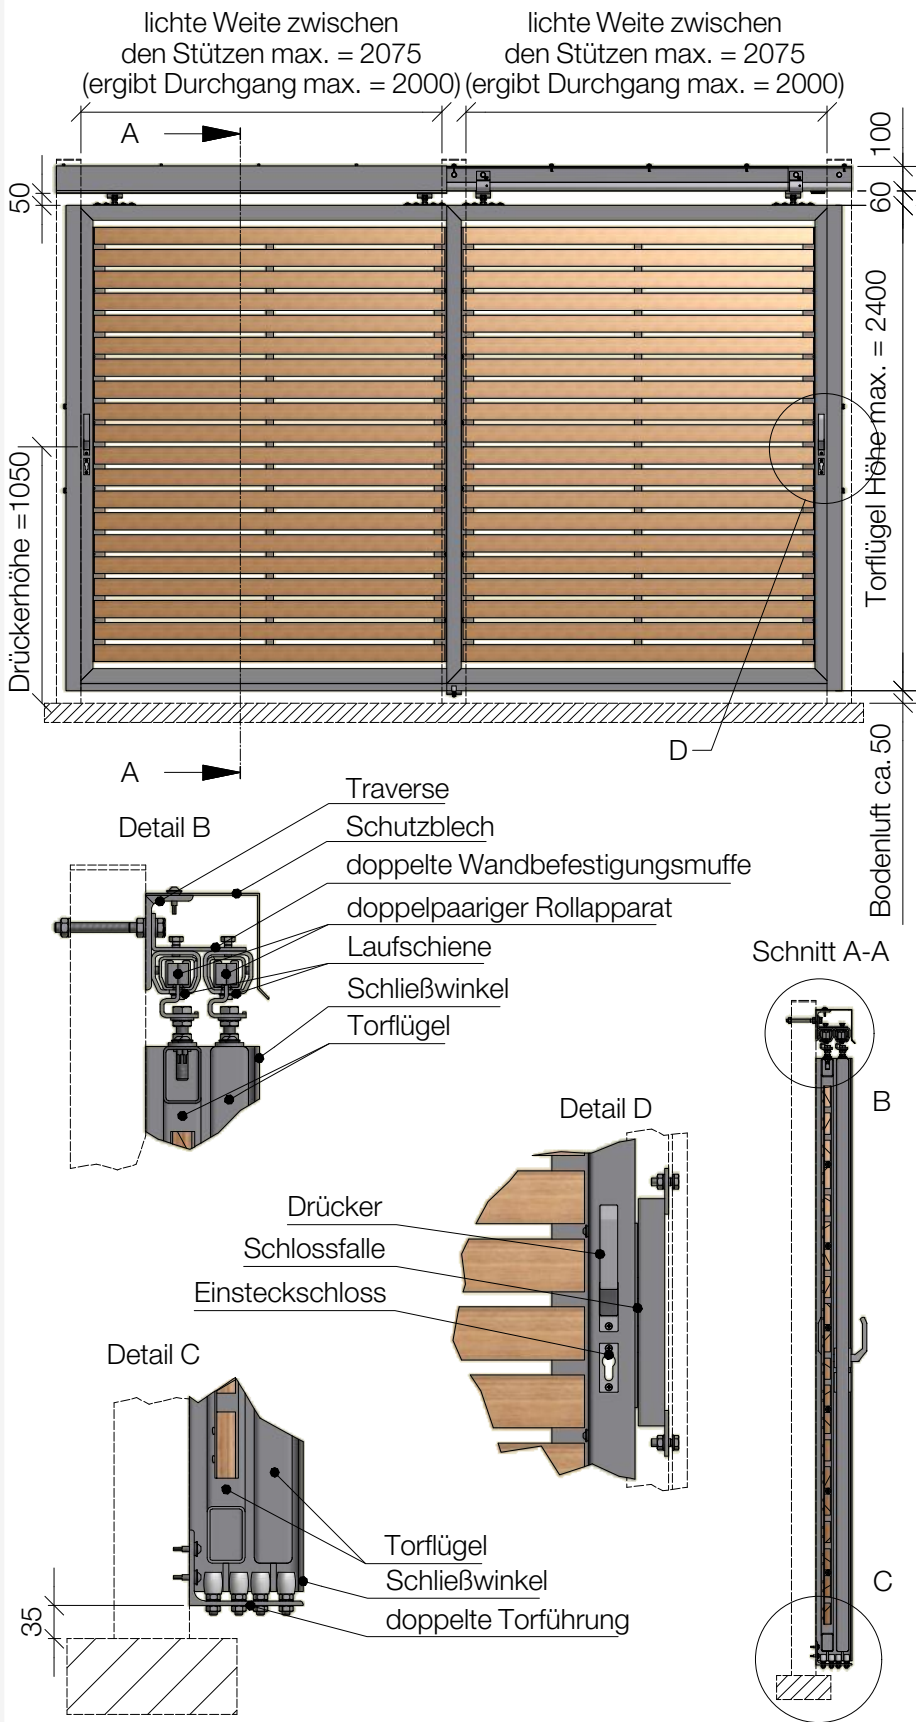 lichte Weite zwischen
den Stützen max. = 2075
(ergibt Durchgang max. = 2000)
lichte Weite zwischen
den Stützen max. = 2075
(ergibt Durchgang max. = 2000)
A
100
50
60
Torflügel Höhe max. = 2400
Drückerhöhe =1050
D
A
Bodenluft ca. 50
Detail B
Traverse
Schutzblech
doppelte Wandbefestigungsmuffe
doppelpaariger Rollapparat
Laufschiene
Schließwinkel
Torflügel
Schnitt A-A
B
Detail D
Drücker
Schlossfalle
Einsteckschloss
Detail C
Torflügel
Schließwinkel
doppelte Torführung
35
C